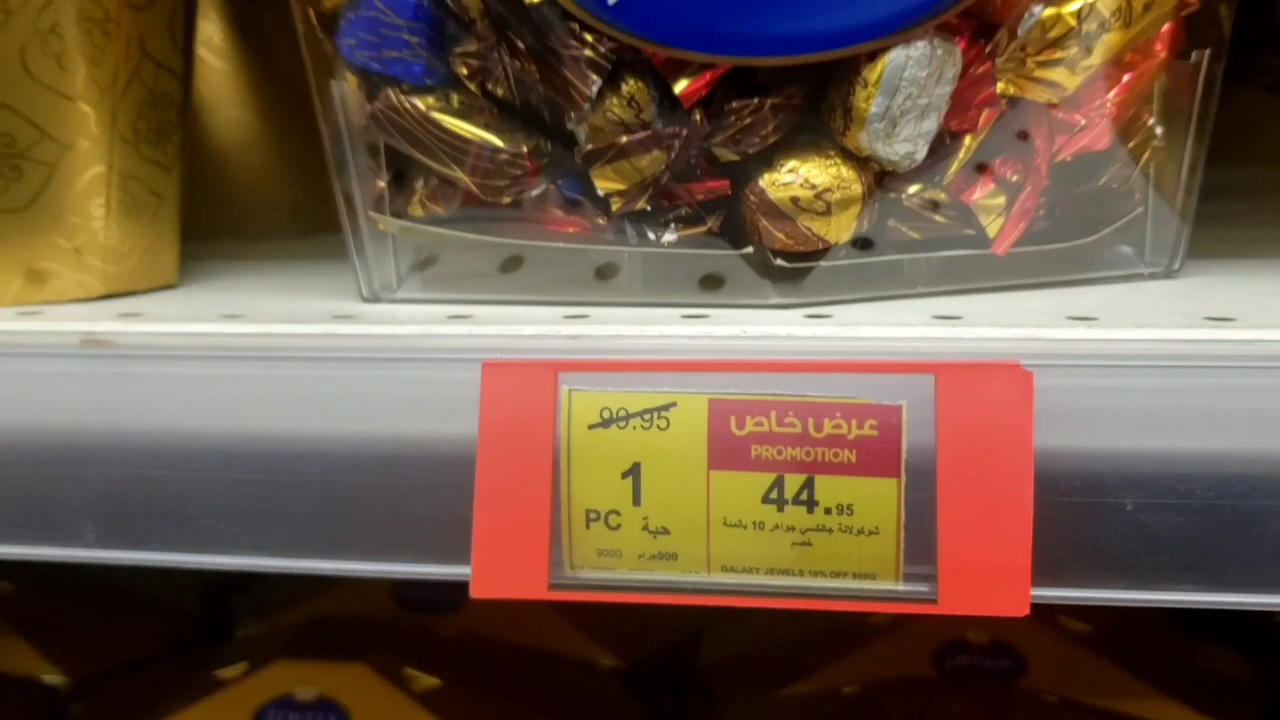 99.95
1
PC حبة
900G 900جرام
عرض خاص
PROMOTION
44.95
شوكولاتة جالكسي جواهر 10 بالمئة
خصم
GALAXY JEWELS 10% OFF 900G